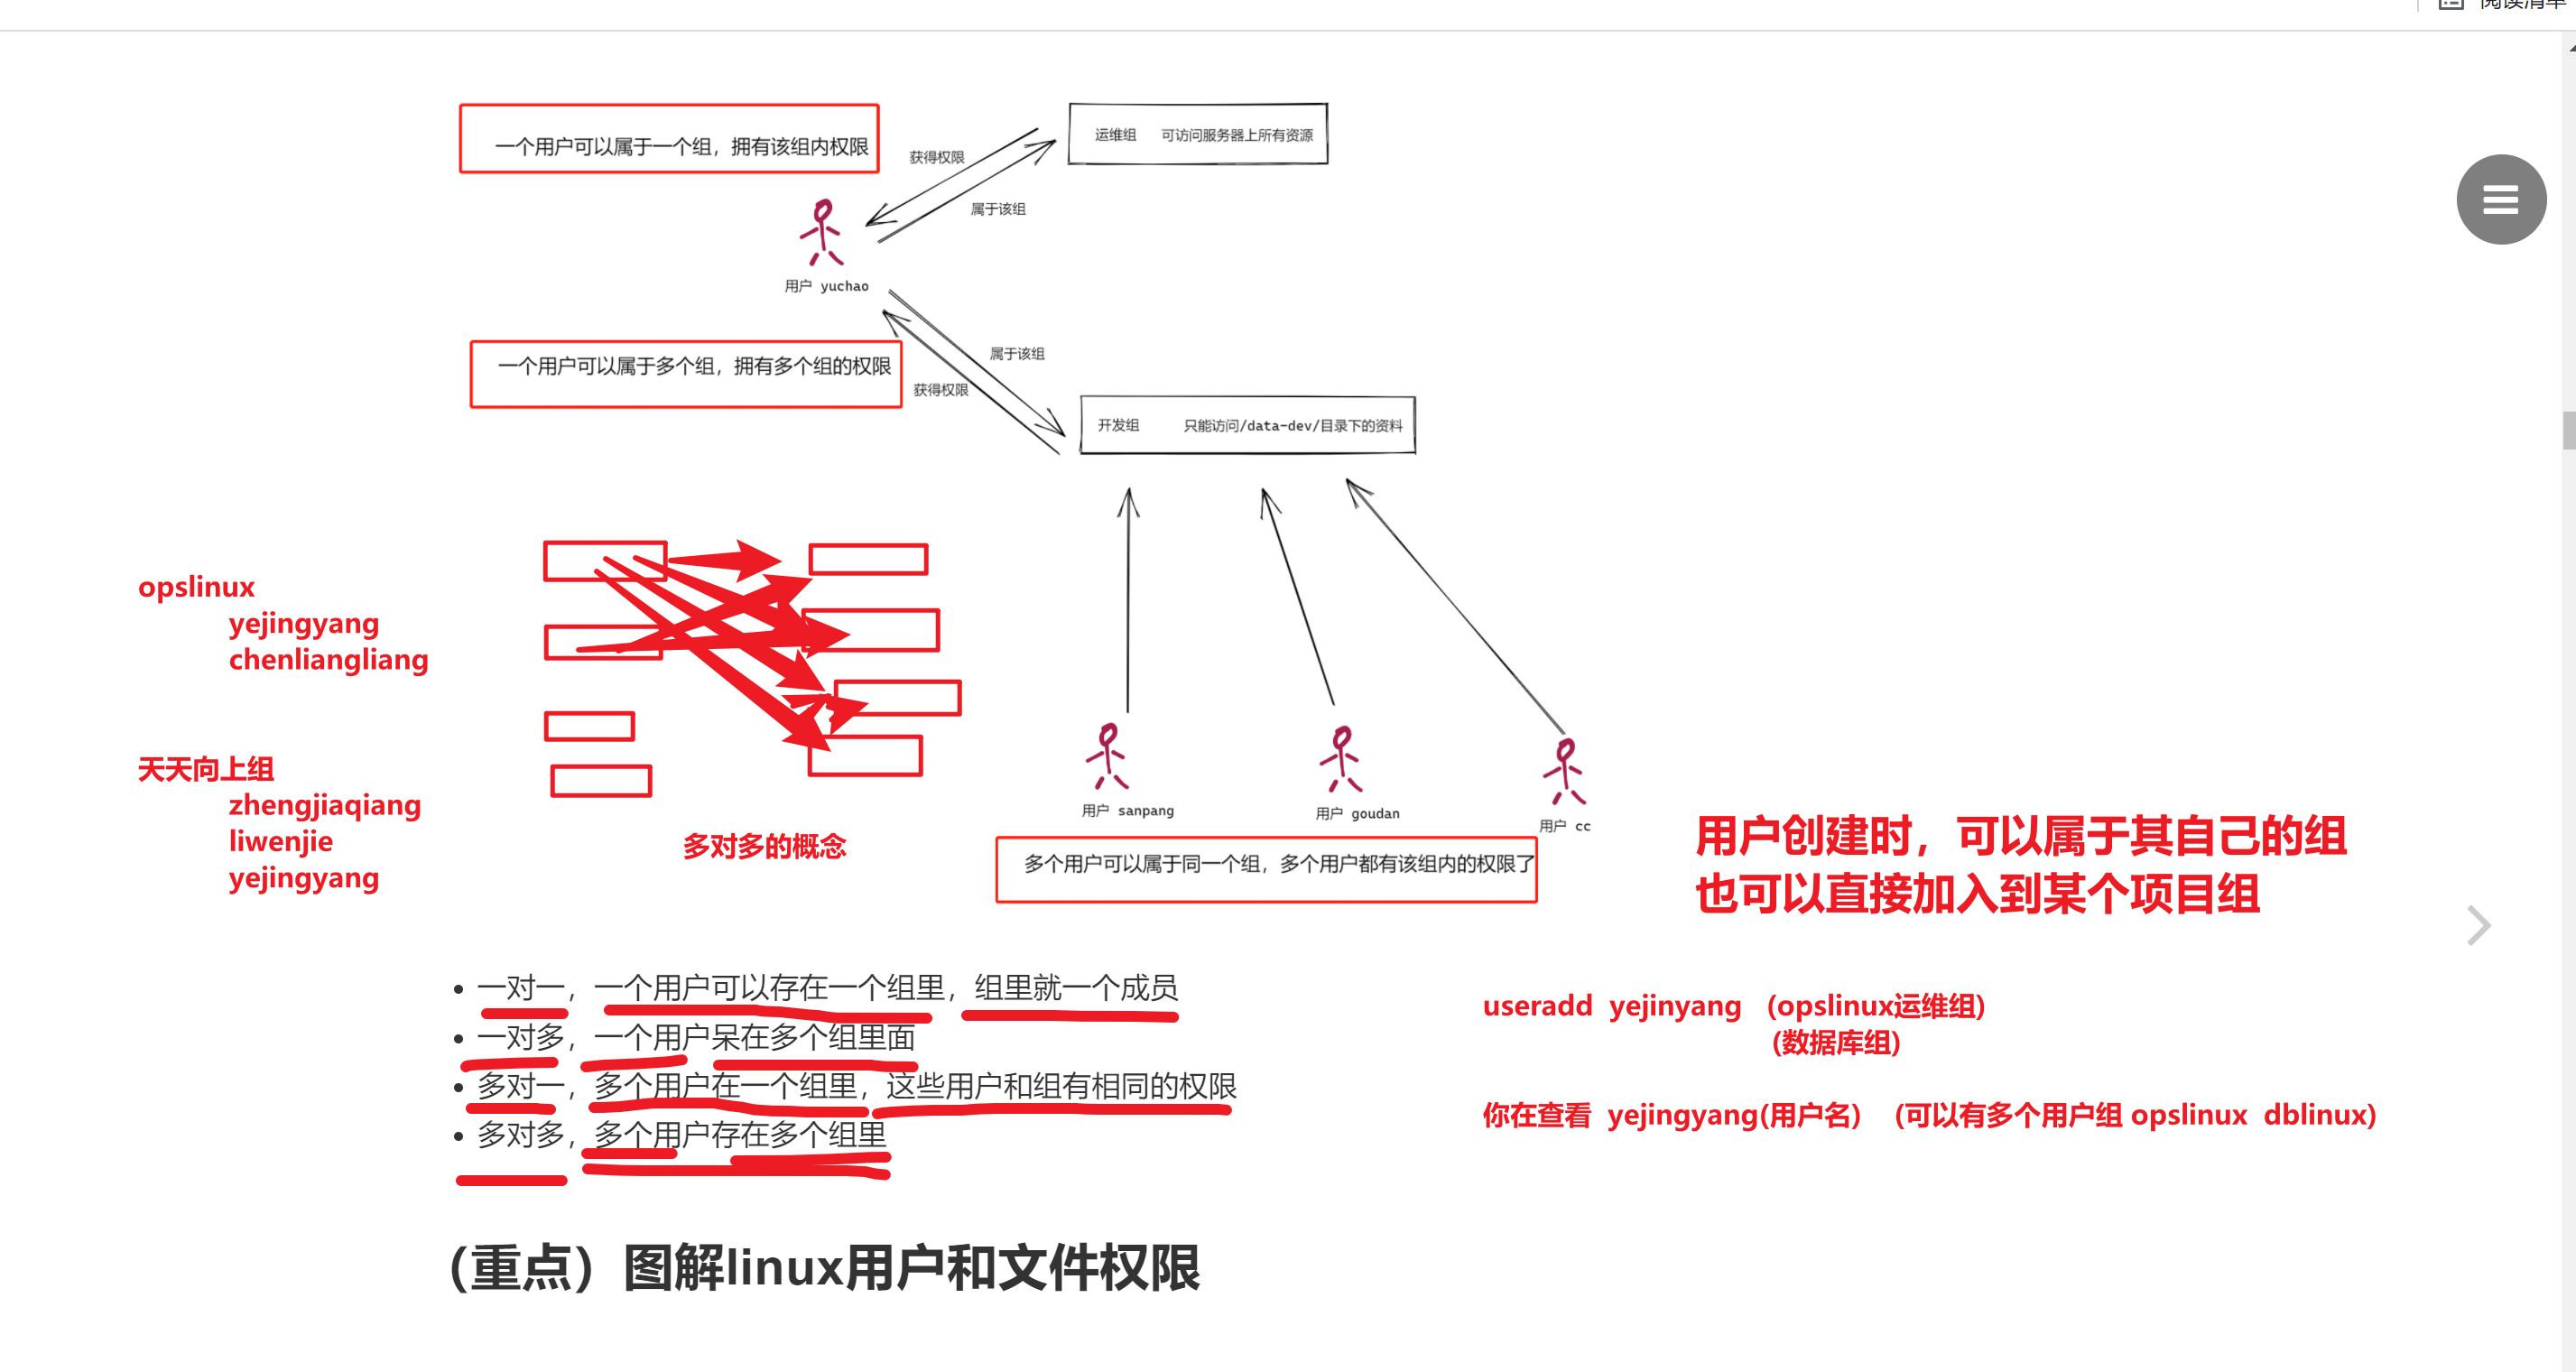 阅读清单
一个用户可以属于一个组，拥有该组内权限
运维组 可访问服务器上所有资源
获得权限
属于该组
用户 yuchao
一个用户可以属于多个组，拥有多个组的权限
属于该组
获得权限
开发组 只能访问/data-dev/目录下的资料
opslinux
yejingyang
chenliangliang
天天向上组
zhengjiaqiang
liwenjie
yejingyang
多对多的概念
用户 sanpang
用户 goudan
用户 cc
多个用户可以属于同一个组，多个用户都有该组内的权限了
用户创建时，可以属于其自己的组
也可以直接加入到某个项目组
一对一，一个用户可以存在一个组里，组里就一个成员
一对多，一个用户呆在多个组里面
多对一，多个用户在一个组里，这些用户和组有相同的权限
多对多，多个用户存在多个组里
useradd yejinyang （opslinux运维组)
(数据库组)
你在查看 yejingyang(用户名) （可以有多个用户组 opslinux dblinux)
（重点）图解linux用户和文件权限